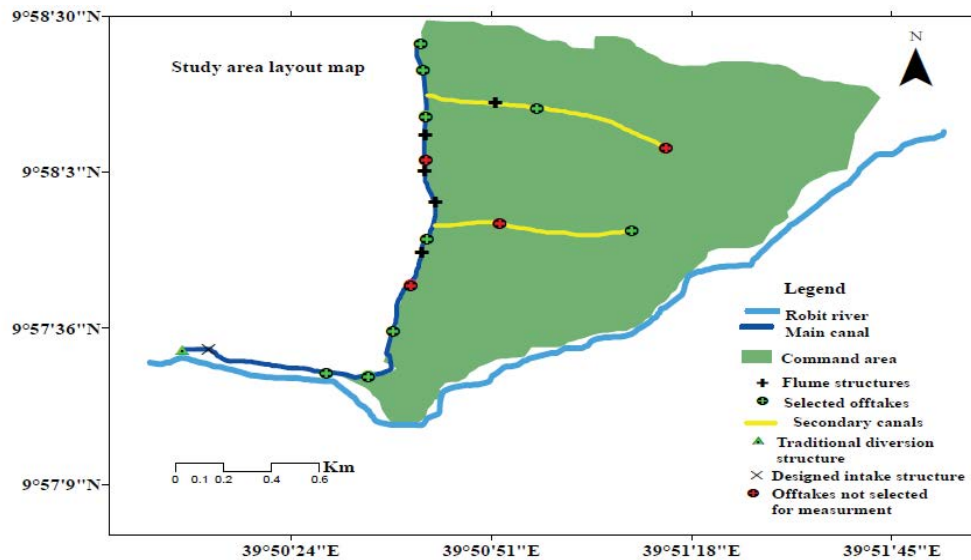 9°58'30"N
Study area layout map
N
9°58'3"N
9°57'36"N
9°57'9"N
Legend
Robit river
Main canal
Command area
Flume structures
Selected offtakes
Secondary canals
Traditional diversion
structure
Designed intake structure
Offtakes not selected
for measurment
Km
0 0.1 0.2 0.4 0.6
39°50'24"E 39°50'51"E 39°51'18"E 39°51'45"E